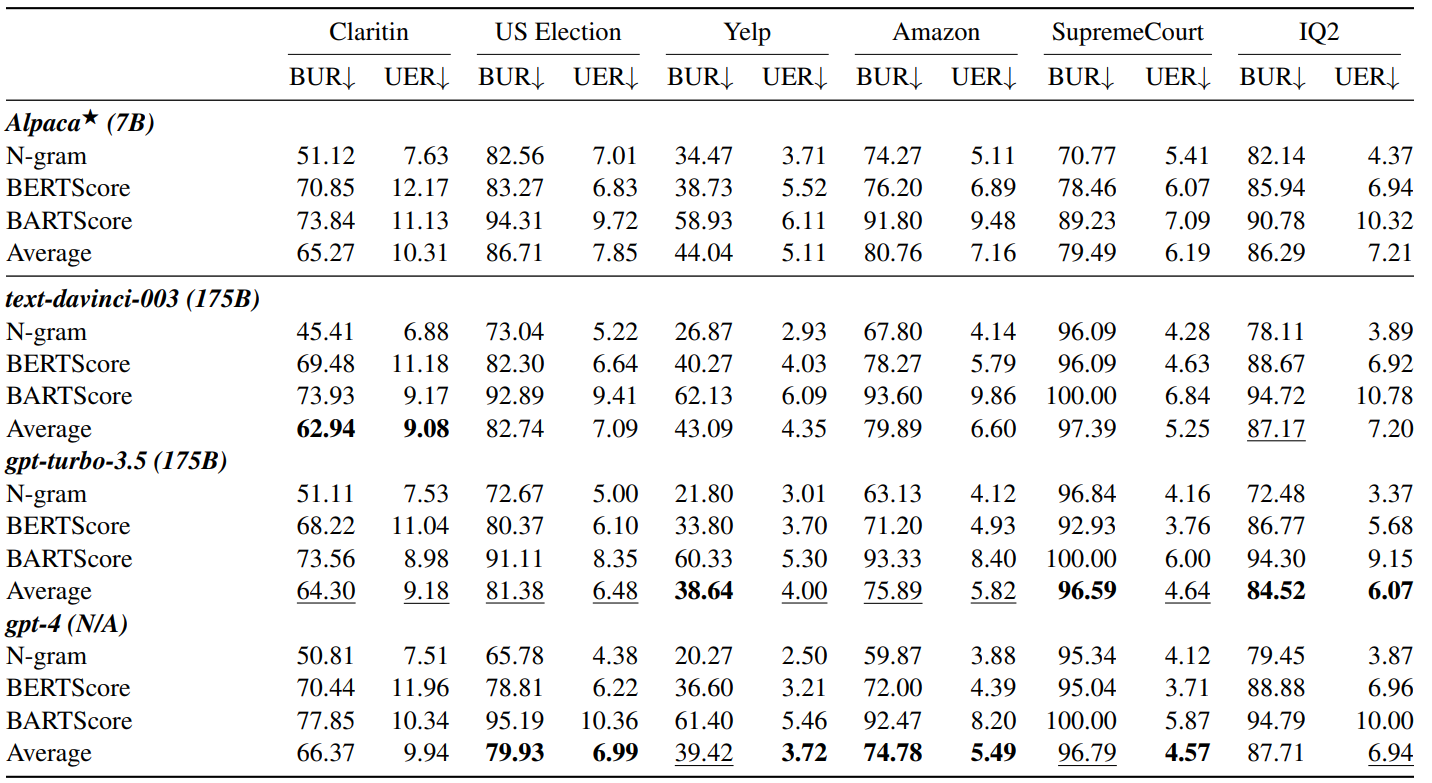 Claritin US Election Yelp Amazon SupremeCourt IQ2
BUR↓ UER↓ BUR↓ UER↓ BUR↓ UER↓ BUR↓ UER↓ BUR↓ UER↓ BUR↓ UER↓
Alpaca★ (7B)
N-gram 51.12 7.63 82.56 7.01 34.47 3.71 74.27 5.11 70.77 5.41 82.14 4.37
BERTScore 70.85 12.17 83.27 6.83 38.73 5.52 76.20 6.89 78.46 6.07 85.94 6.94
BARTScore 73.84 11.13 94.31 9.72 58.93 6.11 91.80 9.48 89.23 7.09 90.78 10.32
Average 65.27 10.31 86.71 7.85 44.04 5.11 80.76 7.16 79.49 6.19 86.29 7.21
text-davinci-003 (175B)
N-gram 45.41 6.88 73.04 5.22 26.87 2.93 67.80 4.14 96.09 4.28 78.11 3.89
BERTScore 69.48 11.18 82.30 6.64 40.27 4.03 78.27 5.79 96.09 4.63 88.67 6.92
BARTScore 73.93 9.17 92.89 9.41 62.13 6.09 93.60 9.86 100.00 6.84 94.72 10.78
Average 62.94 9.08 82.74 7.09 43.09 4.35 79.89 6.60 97.39 5.25 87.17 7.20
gpt-turbo-3.5 (175B)
N-gram 51.11 7.53 72.67 5.00 21.80 3.01 63.13 4.12 96.84 4.16 72.48 3.37
BERTScore 68.22 11.04 80.37 6.10 33.80 3.70 71.20 4.93 92.93 3.76 86.77 5.68
BARTScore 73.56 8.98 91.11 8.35 60.33 5.30 93.33 8.40 100.00 6.00 94.30 9.15
Average 64.30 9.18 81.38 6.48 38.64 4.00 75.89 5.82 96.59 4.64 84.52 6.07
gpt-4 (N/A)
N-gram 50.81 7.51 65.78 4.38 20.27 2.50 59.87 3.88 95.34 4.12 79.45 3.87
BERTScore 70.44 11.96 78.81 6.22 36.60 3.21 72.00 4.39 95.04 3.71 88.88 6.96
BARTScore 77.85 10.34 95.19 10.36 61.40 5.46 92.47 8.20 100.00 5.87 94.79 10.00
Average 66.37 9.94 79.93 6.99 39.42 3.72 74.78 5.49 96.79 4.57 87.71 6.94